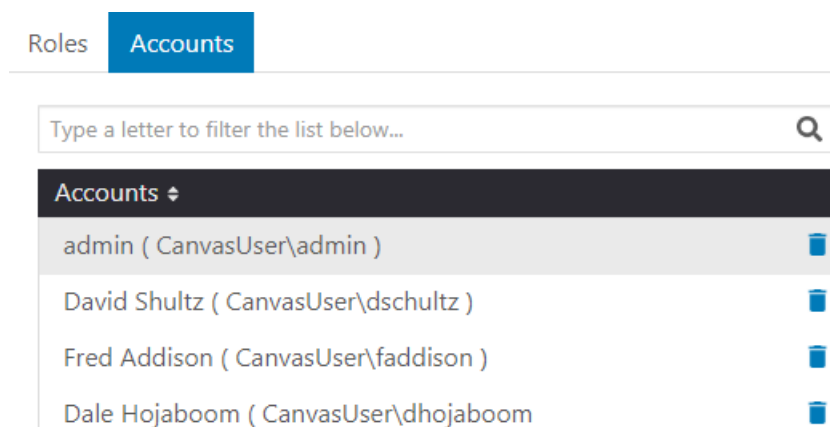 Roles Accounts
Type a letter to filter the list below...
Accounts
admin ( CanvasUser\admin )
David Shultz ( CanvasUser\dschultz )
Fred Addison ( CanvasUser\faddison )
Dale Hojaboom ( CanvasUser\dhojaboom